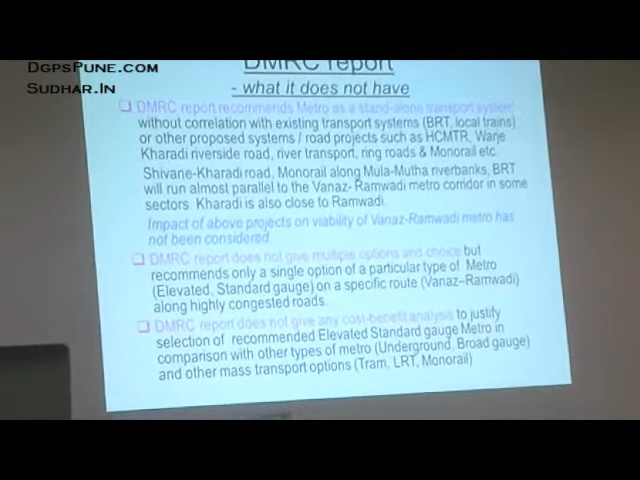 DGPSPUNE.COM
SUDHAR.IN
DMRC report
- what it does not have
❑ DMRC report recommends Metro as a stand-alone transport system
without correlation with existing transport systems (BRT, local trains)
or other proposed systems / road projects such as HCMTR, Warje
Kharadi riverside road, river transport, ring roads & Monorail etc.
Shivane-Kharadi road, Monorail along Mula-Mutha riverbanks, BRT
will run almost parallel to the Vanaz- Ramwadi metro corridor in some
sectors. Kharadi is also close to Ramwadi.
Impact of above projects on viability of Vanaz-Ramwadi metro has
not been considered.
❑ DMRC report does not give multiple options and choice but
recommends only a single option of a particular type of Metro
(Elevated, Standard gauge) on a specific route (Vanaz–Ramwadi)
along highly congested roads.
❑ DMRC report does not give any cost-benefit analysis to justify
selection of recommended Elevated Standard gauge Metro in
comparison with other types of metro (Underground, Broad gauge)
and other mass transport options (Tram, LRT, Monorail)